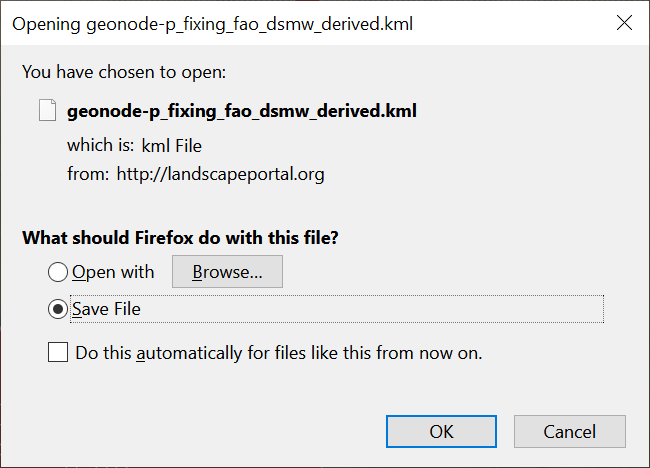 Opening geonode-p_fixing_fao_dsmw_derived.kml
You have chosen to open:
geonode-p_fixing_fao_dsmw_derived.kml
which is: kml File
from: http://landscapeportal.org
What should Firefox do with this file?
Open with Browse...
Save File
Do this automatically for files like this from now on.
OK Cancel